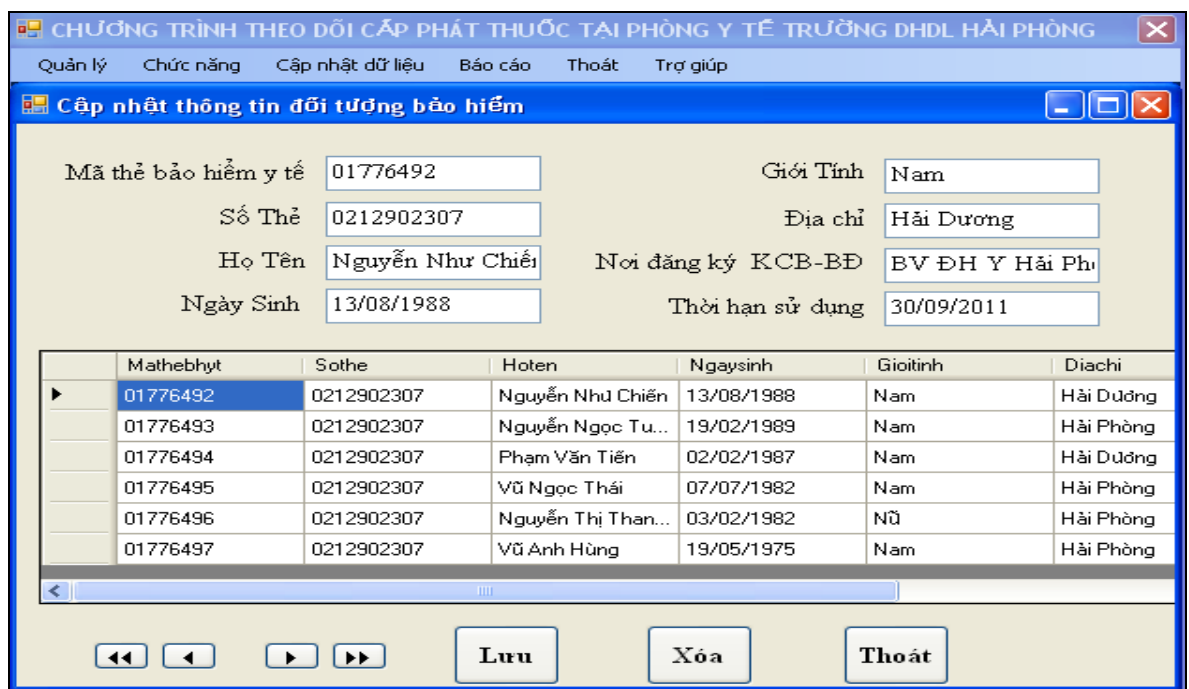 CHƯƠNG TRÌNH THEO DÕI CẤP PHÁT THUỐC TẠI PHÒNG Y TẾ TRƯỜNG DHDL HẢI PHÒNG
Quản lý Chức năng Cập nhật dữ liệu Báo cáo Thoát Trợ giúp
Cập nhật thông tin đối tượng bảo hiểm
Mã thẻ bảo hiểm y tế 01776492 Giới Tính Nam
Số Thẻ 0212902307 Địa chỉ Hải Dương
Họ Tên Nguyễn Như Chiến Nơi đăng ký KCB-BĐ BV ĐH Y Hải Ph
Ngày Sinh 13/08/1988 Thời hạn sử dụng 30/09/2011
Mathebhyt Sothe Hoten Ngaysinh Gioitinh Diachi
01776492 0212902307 Nguyễn Như Chiến 13/08/1988 Nam Hải Dương
01776493 0212902307 Nguyễn Ngọc Tu... 19/02/1989 Nam Hải Phòng
01776494 0212902307 Phạm Văn Tiến 02/02/1987 Nam Hải Dương
01776495 0212902307 Vũ Ngọc Thái 07/07/1982 Nam Hải Phòng
01776496 0212902307 Nguyễn Thị Than... 03/02/1982 Nữ Hải Phòng
01776497 0212902307 Vũ Anh Hùng 19/05/1975 Nam Hải Phòng
Lưu Xóa Thoát